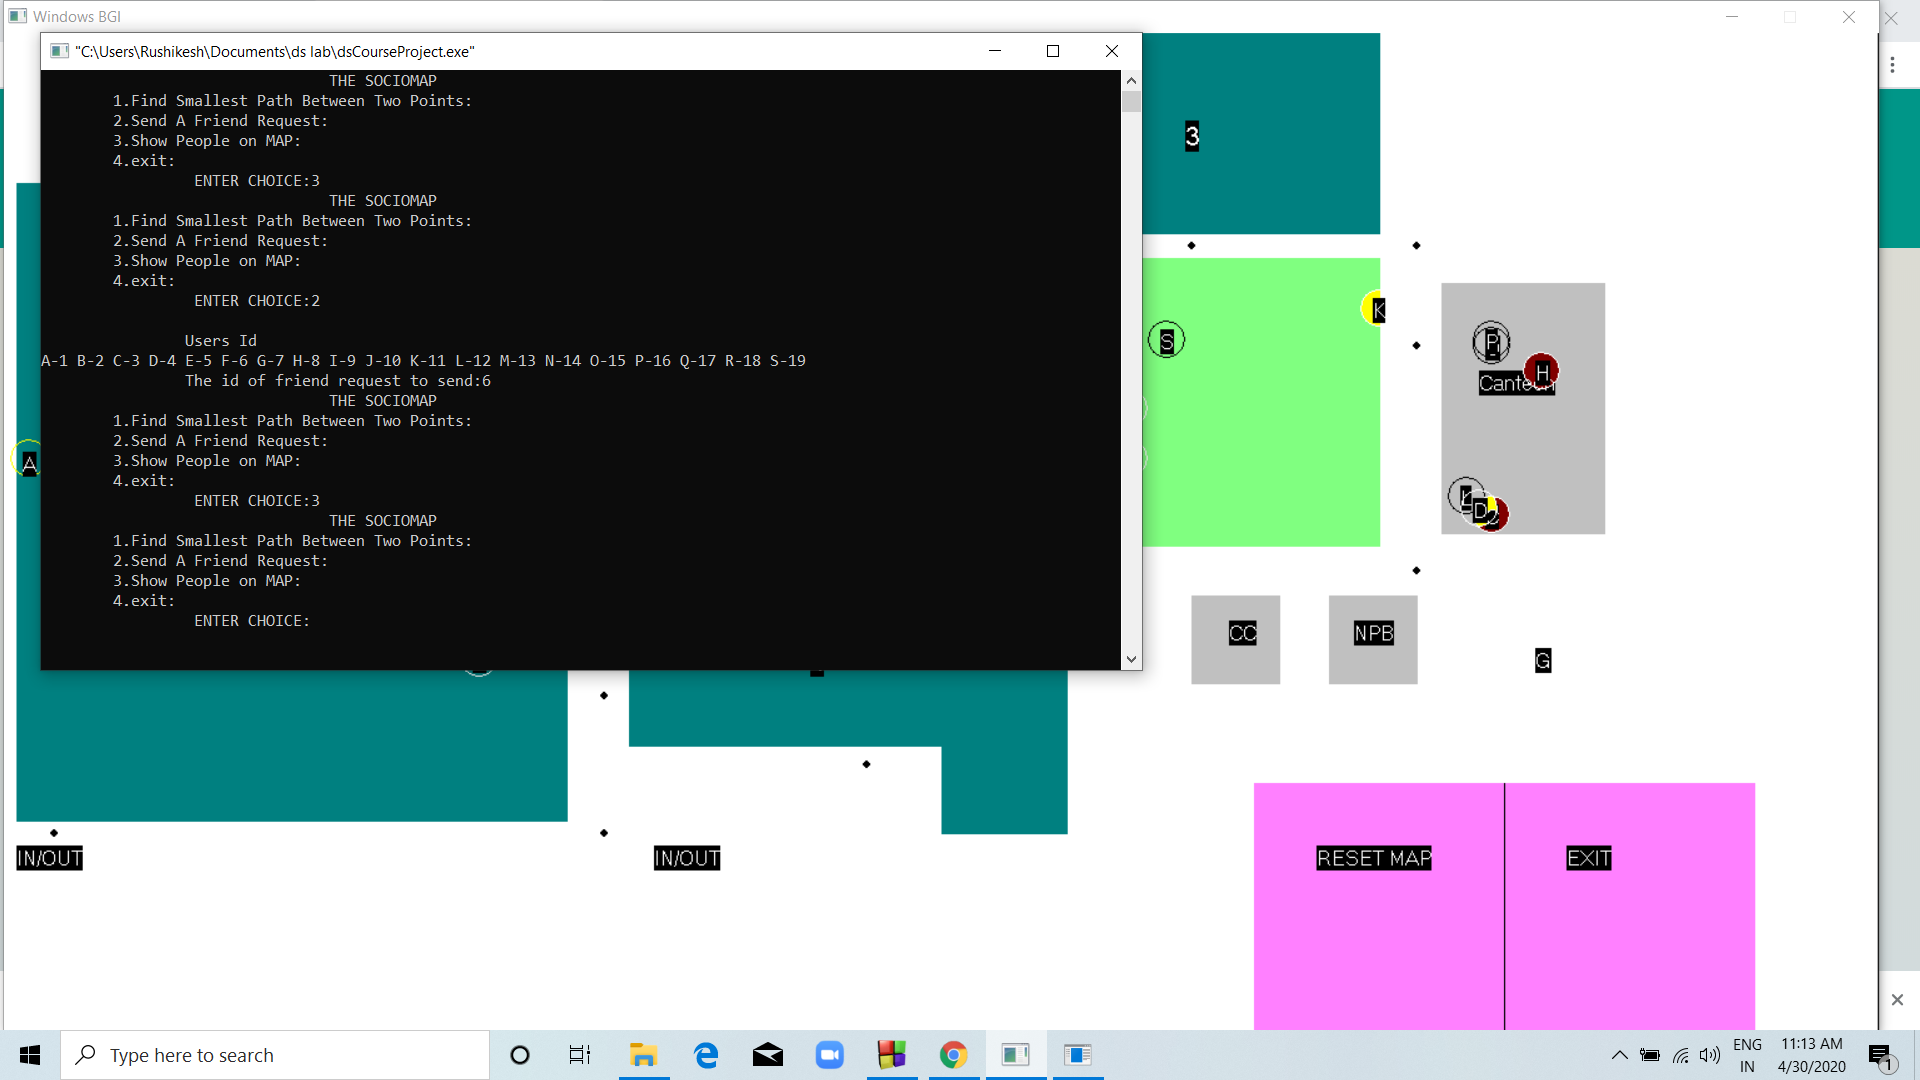 Windows BGI
"C:\Users\Rushikesh\Documents\ds lab\dsCourseProject.exe"
THE SOCIOMAP
1.Find Smallest Path Between Two Points:
2.Send A Friend Request:
3.Show People on MAP:
4.exit:
ENTER CHOICE:3
THE SOCIOMAP
1.Find Smallest Path Between Two Points:
2.Send A Friend Request:
3.Show People on MAP:
4.exit:
ENTER CHOICE:2
Users Id
A-1 B-2 C-3 D-4 E-5 F-6 G-7 H-8 I-9 J-10 K-11 L-12 M-13 N-14 O-15 P-16 Q-17 R-18 S-19
The id of friend request to send:6
THE SOCIOMAP
1.Find Smallest Path Between Two Points:
2.Send A Friend Request:
3.Show People on MAP:
4.exit:
ENTER CHOICE:3
THE SOCIOMAP
1.Find Smallest Path Between Two Points:
2.Send A Friend Request:
3.Show People on MAP:
4.exit:
ENTER CHOICE:
3
K
S
P
H
Canteen
A
L
D
CC
NPB
G
IN/OUT
IN/OUT
RESET MAP
EXIT
Type here to search
ENG
IN
11:13 AM
4/30/2020
1